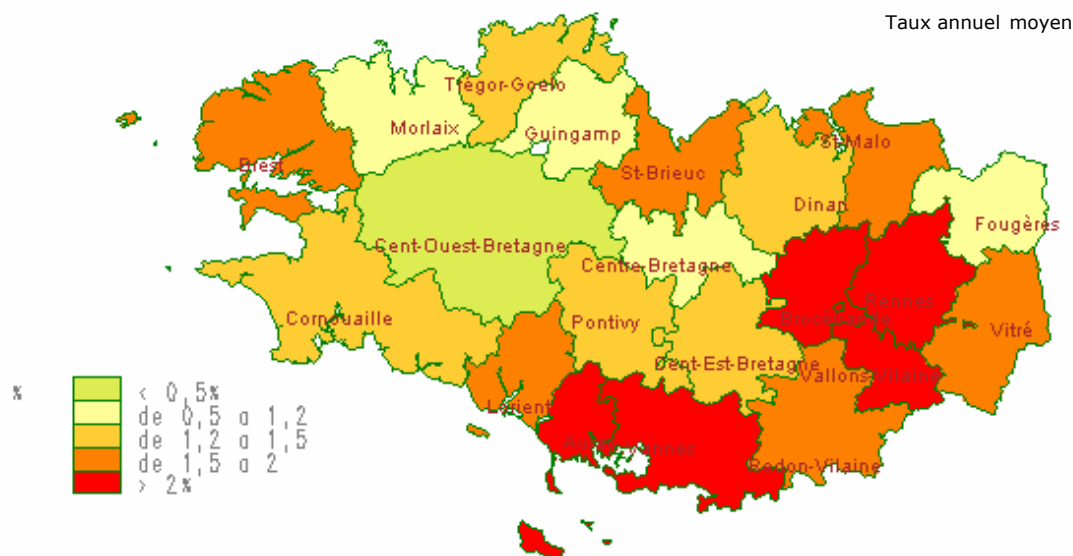 Taux annuel moyen
Trégor-Goëlo
Morlaix
Guingamp
St-Malo
Brest
St-Brieuc
Dinan
Fougères
Cent-Ouest-Bretagne
Centre Bretagne
Rennes
Cornouaille
Pontivy
Vitré
Cent-Est-Bretagne
Vallons-Vilaine
Lorient
Redon-Vilaine
%
< 0,5%
de 0,5 a 1,2
de 1,2 a 1,5
de 1,5 a 2
> 2%